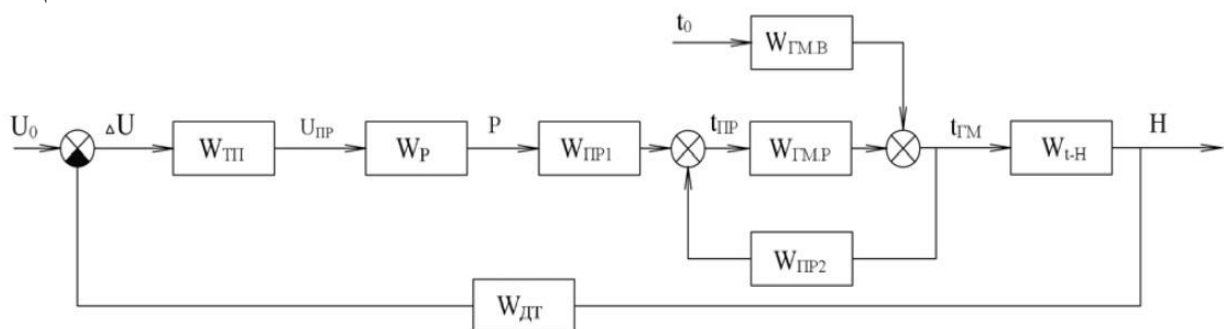 t₀
W_ГМ.В
U₀
ΔU
W_ТП
U_ПР
W_Р
P
W_ПР1
t_ПР
W_ГМ.Р
t_ГМ
W_t-H
H
W_ПР2
W_ДТ